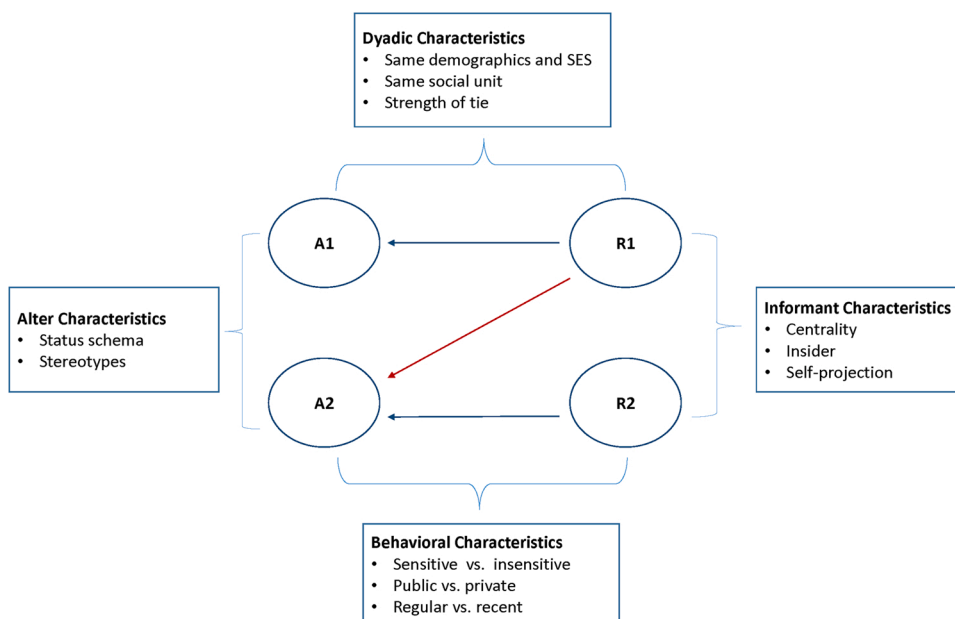 Dyadic Characteristics
• Same demographics and SES
• Same social unit
• Strength of tie
A1
R1
Alter Characteristics
• Status schema
• Stereotypes
Informant Characteristics
• Centrality
• Insider
• Self-projection
A2
R2
Behavioral Characteristics
• Sensitive vs. insensitive
• Public vs. private
• Regular vs. recent